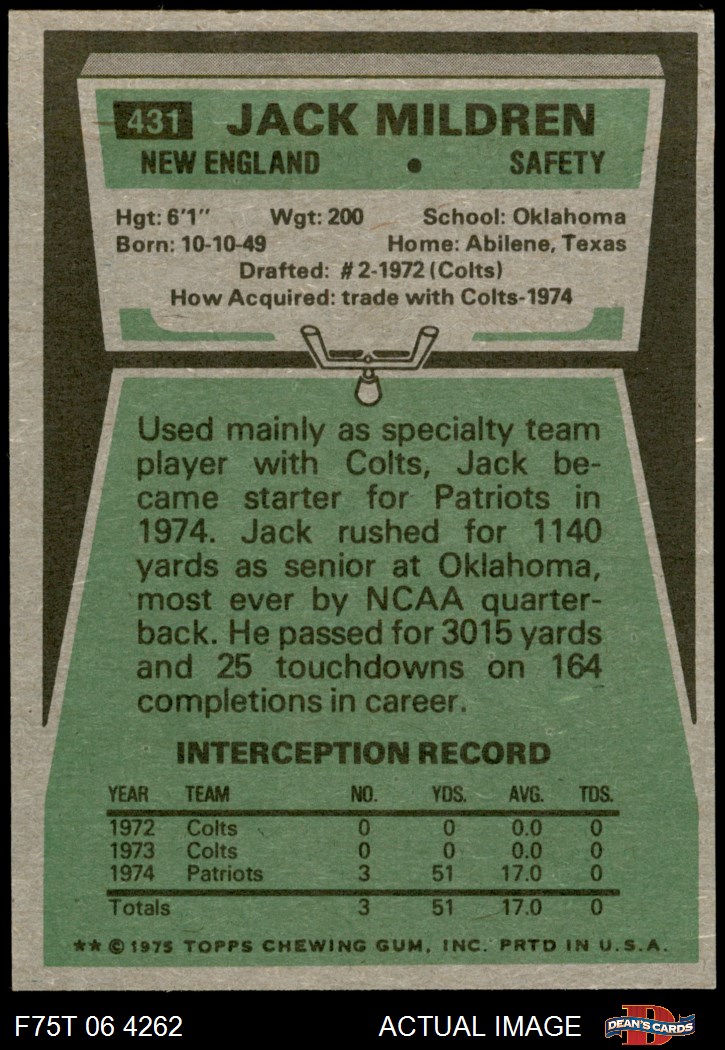 431 JACK MILDREN
NEW ENGLAND • SAFETY
Hgt: 6'1" Wgt: 200 School: Oklahoma
Born: 10-10-49 Home: Abilene, Texas
Drafted: #2-1972 (Colts)
How Acquired: trade with Colts-1974
Used mainly as specialty team
player with Colts, Jack be-
came starter for Patriots in
1974. Jack rushed for 1140
yards as senior at Oklahoma,
most ever by NCAA quarter-
back. He passed for 3015 yards
and 25 touchdowns on 164
completions in career.
INTERCEPTION RECORD
YEAR TEAM NO. YDS. AVG. TDS.
1972 Colts 0 0 0.0 0
1973 Colts 0 0 0.0 0
1974 Patriots 3 51 17.0 0
Totals 3 51 17.0 0
** © 1975 TOPPS CHEWING GUM, INC. PRTD IN U.S.A.
F75T 06 4262 ACTUAL IMAGE D DEAN'S CARDS